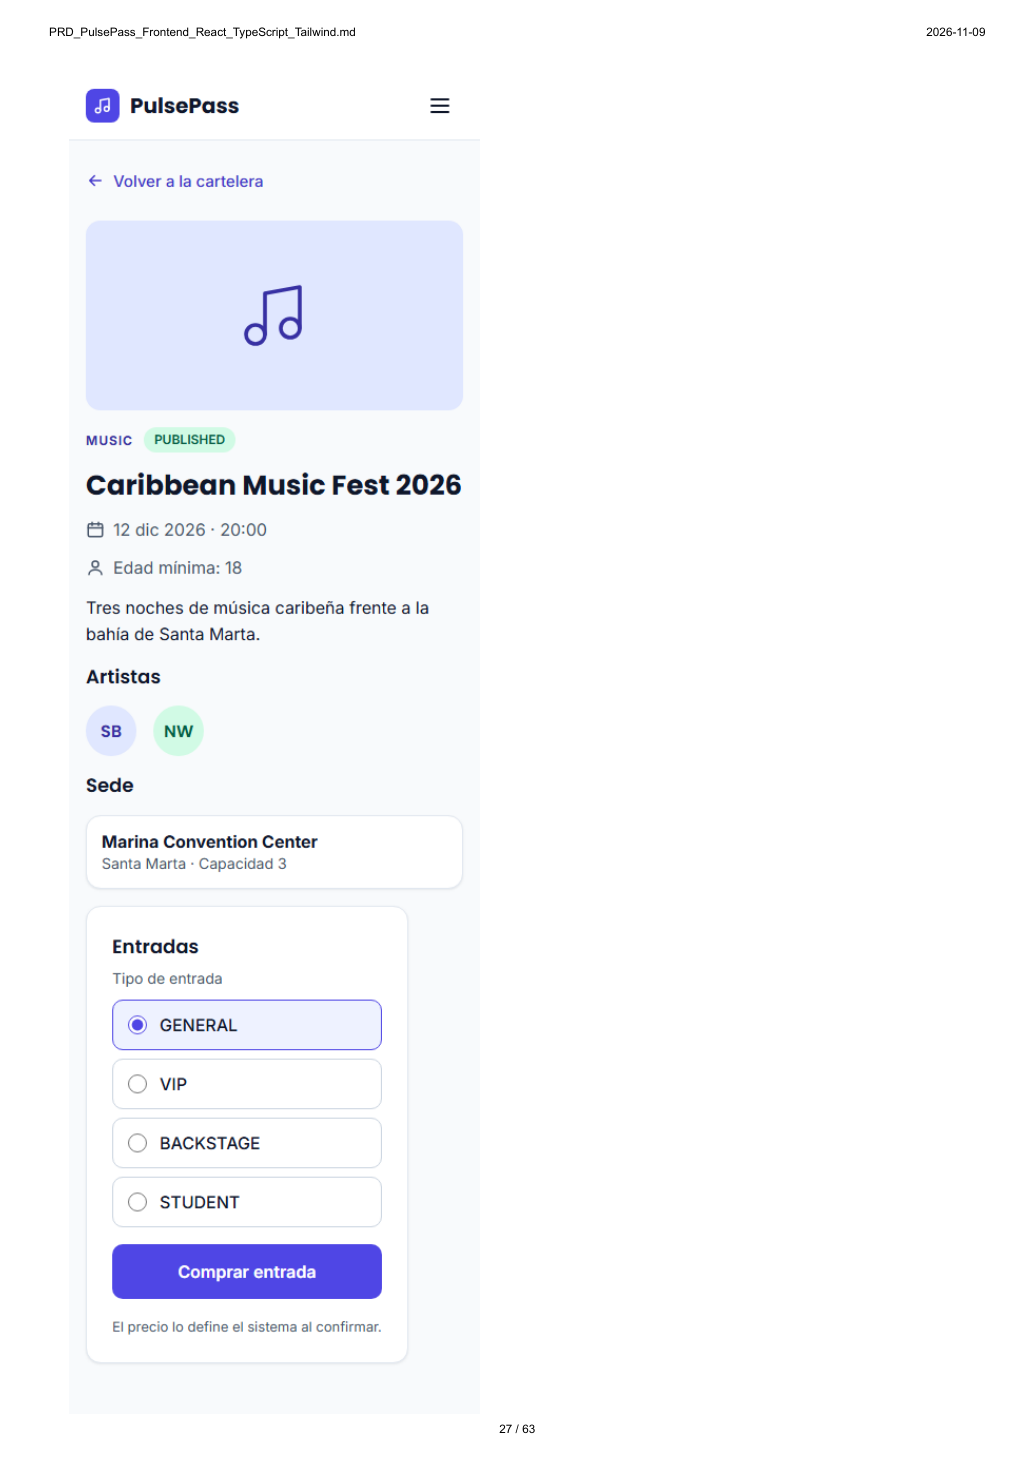 PRD_PulsePass_Frontend_React_TypeScript_Tailwind.md
2026-11-09
PulsePass
Volver a la cartelera
MUSIC
PUBLISHED
Caribbean Music Fest 2026
12 dic 2026 · 20:00
Edad mínima: 18
Tres noches de música caribeña frente a la
bahía de Santa Marta.
Artistas
SB
NW
Sede
Marina Convention Center
Santa Marta · Capacidad 3
Entradas
Tipo de entrada
GENERAL
VIP
BACKSTAGE
STUDENT
Comprar entrada
El precio lo define el sistema al confirmar.
27 / 63